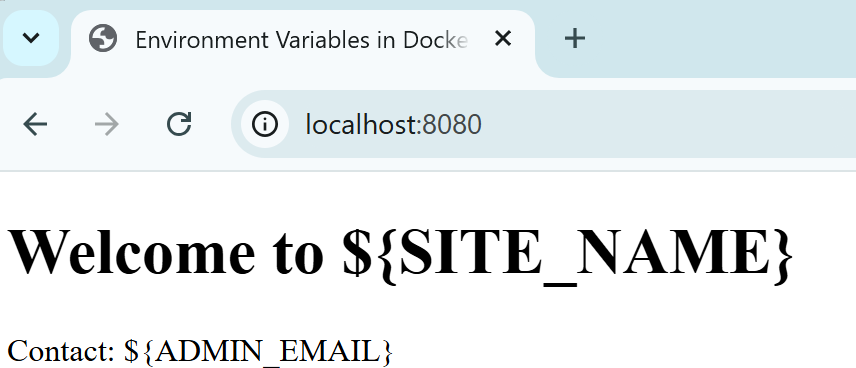 Environment Variables in Docke
localhost:8080
Welcome to ${SITE_NAME}
Contact: ${ADMIN_EMAIL}